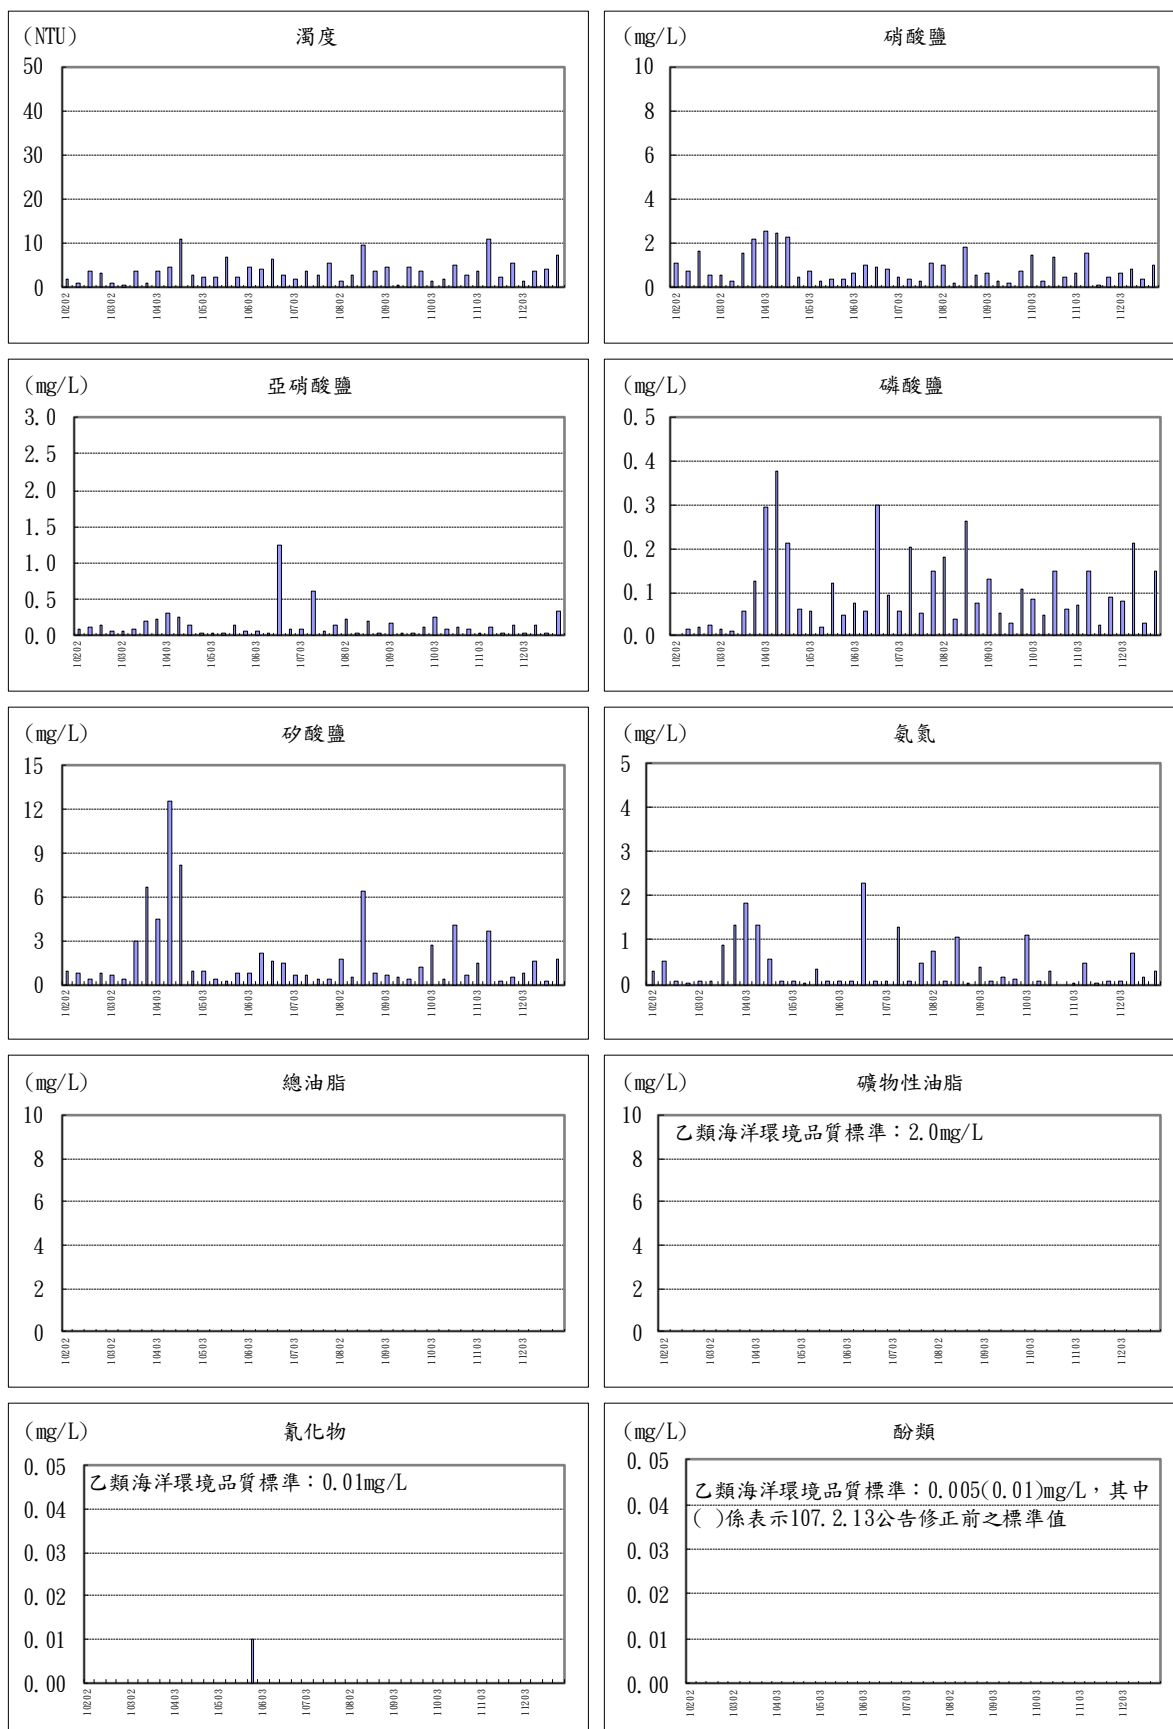 (NTU) 濁度
50
40
30
20
10
0
10202 10302 10403 10503 10603 10703 10802 10903 11003 11103 11203
(mg/L) 硝酸鹽
10
8
6
4
2
0
10202 10302 10403 10503 10603 10703 10802 10903 11003 11103 11203
(mg/L) 亞硝酸鹽
3.0
2.5
2.0
1.5
1.0
0.5
0.0
10202 10302 10403 10503 10603 10703 10802 10903 11003 11103 11203
(mg/L) 磷酸鹽
0.5
0.4
0.3
0.2
0.1
0.0
10202 10302 10403 10503 10603 10703 10802 10903 11003 11103 11203
(mg/L) 矽酸鹽
15
12
9
6
3
0
10202 10302 10403 10503 10603 10703 10802 10903 11003 11103 11203
(mg/L) 氨氮
5
4
3
2
1
0
10202 10302 10403 10503 10603 10703 10802 10903 11003 11103 11203
(mg/L) 總油脂
10
8
6
4
2
0
10202 10302 10403 10503 10603 10703 10802 10903 11003 11103 11203
(mg/L) 礦物性油脂
乙類海洋環境品質標準：2.0mg/L
10
8
6
4
2
0
10202 10302 10403 10503 10603 10703 10802 10903 11003 11103 11203
(mg/L) 氰化物
乙類海洋環境品質標準：0.01mg/L
0.05
0.04
0.03
0.02
0.01
0.00
10202 10302 10403 10503 10603 10703 10802 10903 11003 11103 11203
(mg/L) 酚類
乙類海洋環境品質標準：0.005(0.01)mg/L，其中
( )係表示107.2.13公告修正前之標準值
0.05
0.04
0.03
0.02
0.01
0.00
10202 10302 10403 10503 10603 10703 10802 10903 11003 11103 11203